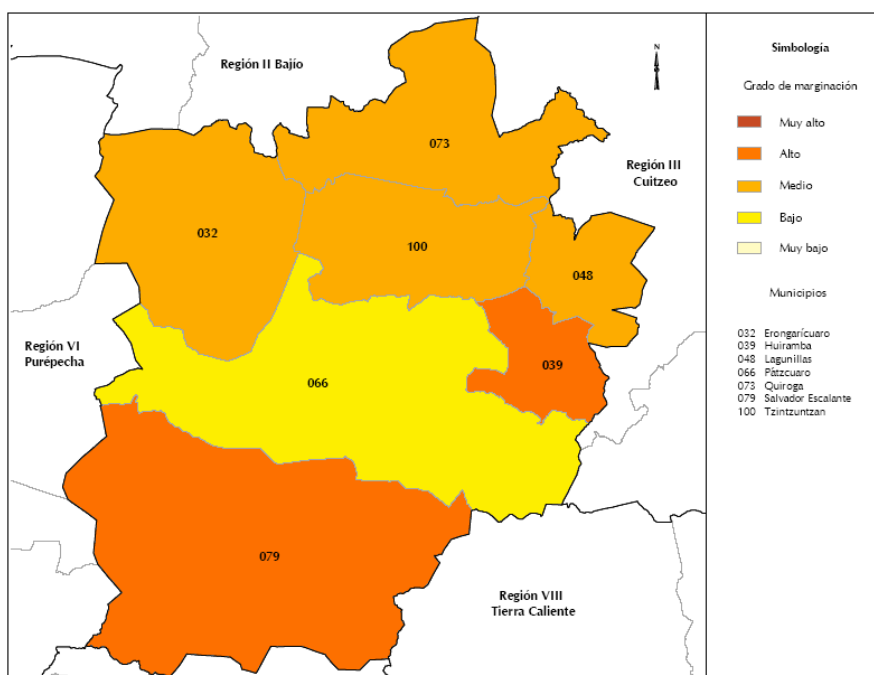 Región II Bajío
073
Región III
Cuitzeo
032
100
048
Región VI
Purépecha
039
066
079
Región VIII
Tierra Caliente
N
Simbología
Grado de marginación
Muy alto
Alto
Medio
Bajo
Muy bajo
Municipios
032 Erongarícuaro
039 Huiramba
048 Lagunillas
066 Pátzcuaro
073 Quiroga
079 Salvador Escalante
100 Tzintzuntzan